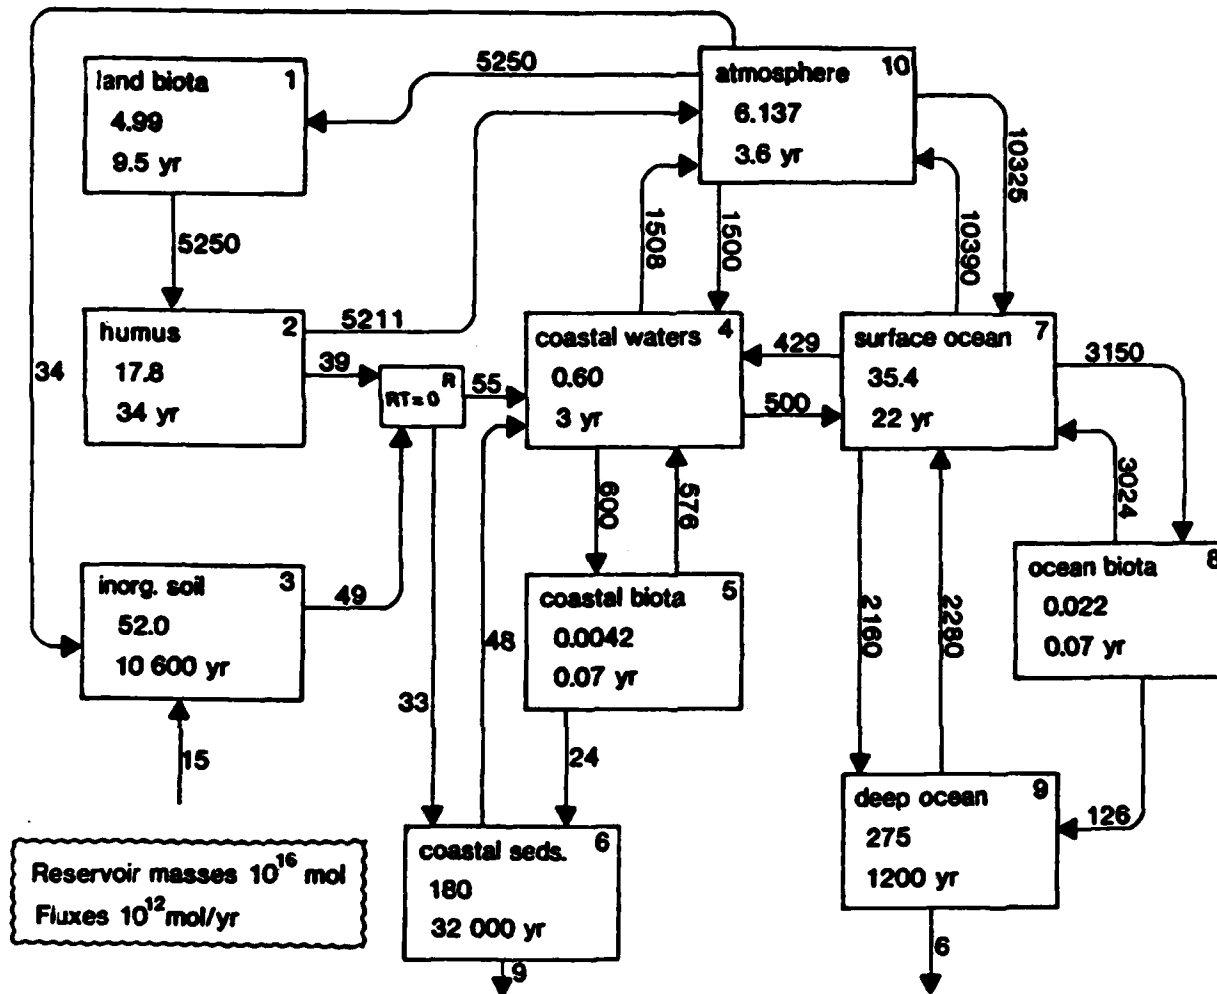 land biota 1
4.99
9.5 yr
5250
atmosphere 10
6.137
3.6 yr
10325
5250
1508
1500
10390
humus 2
17.8
34 yr
5211
39
34
R
RT = 0
55
coastal waters 4
0.60
3 yr
429
500
surface ocean 7
35.4
22 yr
3150
3024
600
576
2160
2280
inorg. soil 3
52.0
10 600 yr
49
15
33
48
coastal biota 5
0.0042
0.07 yr
24
ocean biota 8
0.022
0.07 yr
126
coastal seds. 6
180
32 000 yr
9
deep ocean 9
275
1200 yr
6
Reservoir masses 10¹⁶ mol
Fluxes 10¹² mol/yr